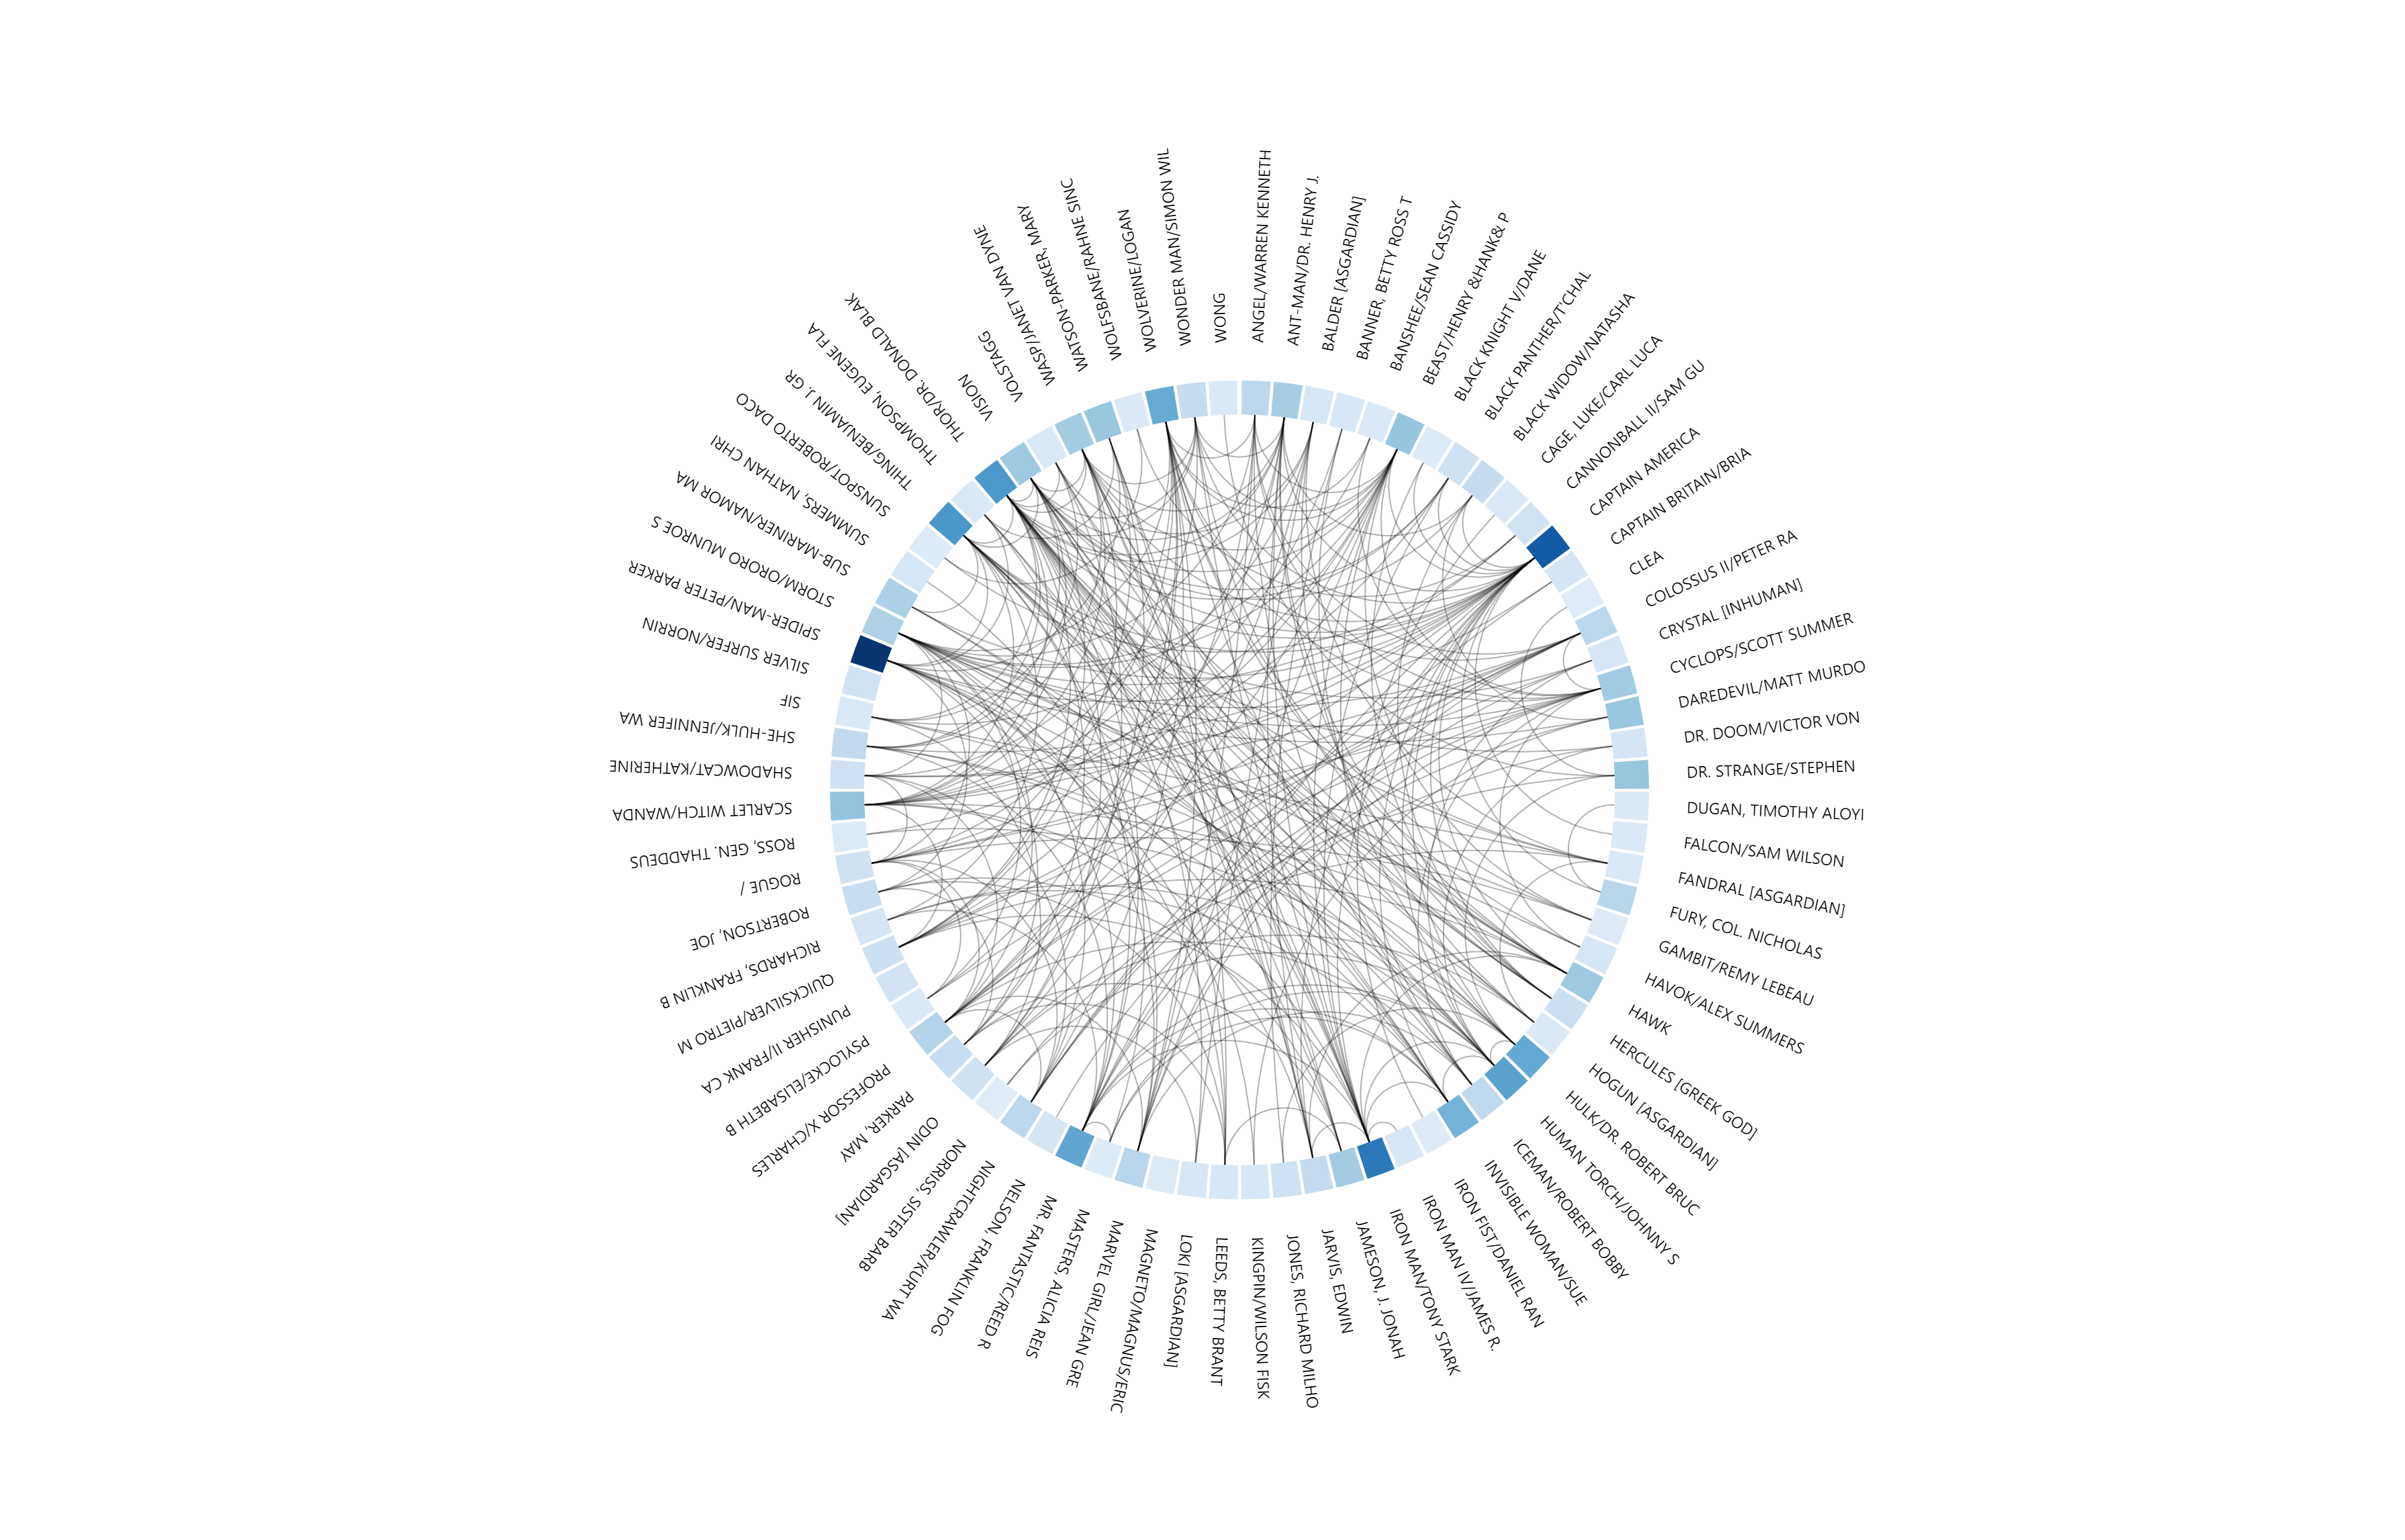 ANGEL/WARREN KENNETH
ANT-MAN/DR. HENRY J.
BALDER [ASGARDIAN]
BANNER, BETTY ROSS T
BANSHEE/SEAN CASSIDY
BEAST/HENRY &HANK& P
BLACK KNIGHT V/DANE
BLACK PANTHER/T'CHAL
BLACK WIDOW/NATASHA
CAGE, LUKE/CARL LUCA
CANNONBALL II/SAM GU
CAPTAIN AMERICA
CAPTAIN BRITAIN/BRIA
CLEA
COLOSSUS II/PETER RA
CRYSTAL [INHUMAN]
CYCLOPS/SCOTT SUMMER
DAREDEVIL/MATT MURDO
DR. DOOM/VICTOR VON
DR. STRANGE/STEPHEN
DUGAN, TIMOTHY ALOYI
FALCON/SAM WILSON
FANDRAL [ASGARDIAN]
FURY, COL. NICHOLAS
GAMBIT/REMY LEBEAU
HAVOK/ALEX SUMMERS
HAWK
HERCULES [GREEK GOD]
HOGUN [ASGARDIAN]
HULK/DR. ROBERT BRUC
HUMAN TORCH/JOHNNY S
ICEMAN/ROBERT BOBBY
INVISIBLE WOMAN/SUE
IRON FIST/DANIEL RAN
IRON MAN IV/JAMES R.
IRON MAN/TONY STARK
JAMESON, J. JONAH
JARVIS, EDWIN
JONES, RICHARD MILHO
KINGPIN/WILSON FISK
LEEDS, BETTY BRANT
LOKI [ASGARDIAN]
MAGNETO/MAGNUS/ERIC
MARVEL GIRL/JEAN GRE
MASTERS, ALICIA REIS
MR. FANTASTIC/REED R
NELSON, FRANKLIN FOG
NIGHTCRAWLER/KURT WA
NORRISS, SISTER BARB
ODIN [ASGARDIAN]
PARKER, MAY
PROFESSOR X/CHARLES
PSYLOCKE/ELISABETH B
PUNISHER II/FRANK CA
QUICKSILVER/PIETRO M
RICHARDS, FRANKLIN B
ROBERTSON, JOE
ROGUE /
ROSS, GEN. THADDEUS
SCARLET WITCH/WANDA
SHADOWCAT/KATHERINE
SHE-HULK/JENNIFER WA
SIF
SILVER SURFER/NORRIN
SPIDER-MAN/PETER PARKER
STORM/ORORO MUNROE S
SUB-MARINER/NAMOR MA
SUMMERS, NATHAN CHRI
SUNSPOT/ROBERTO DACO
THING/BENJAMIN J. GR
THOMPSON, EUGENE FLA
THOR/DR. DONALD BLAK
VISION
VOLSTAGG
WASP/JANET VAN DYNE
WATSON-PARKER, MARY
WOLFSBANE/RAHNE SINC
WOLVERINE/LOGAN
WONDER MAN/SIMON WIL
WONG